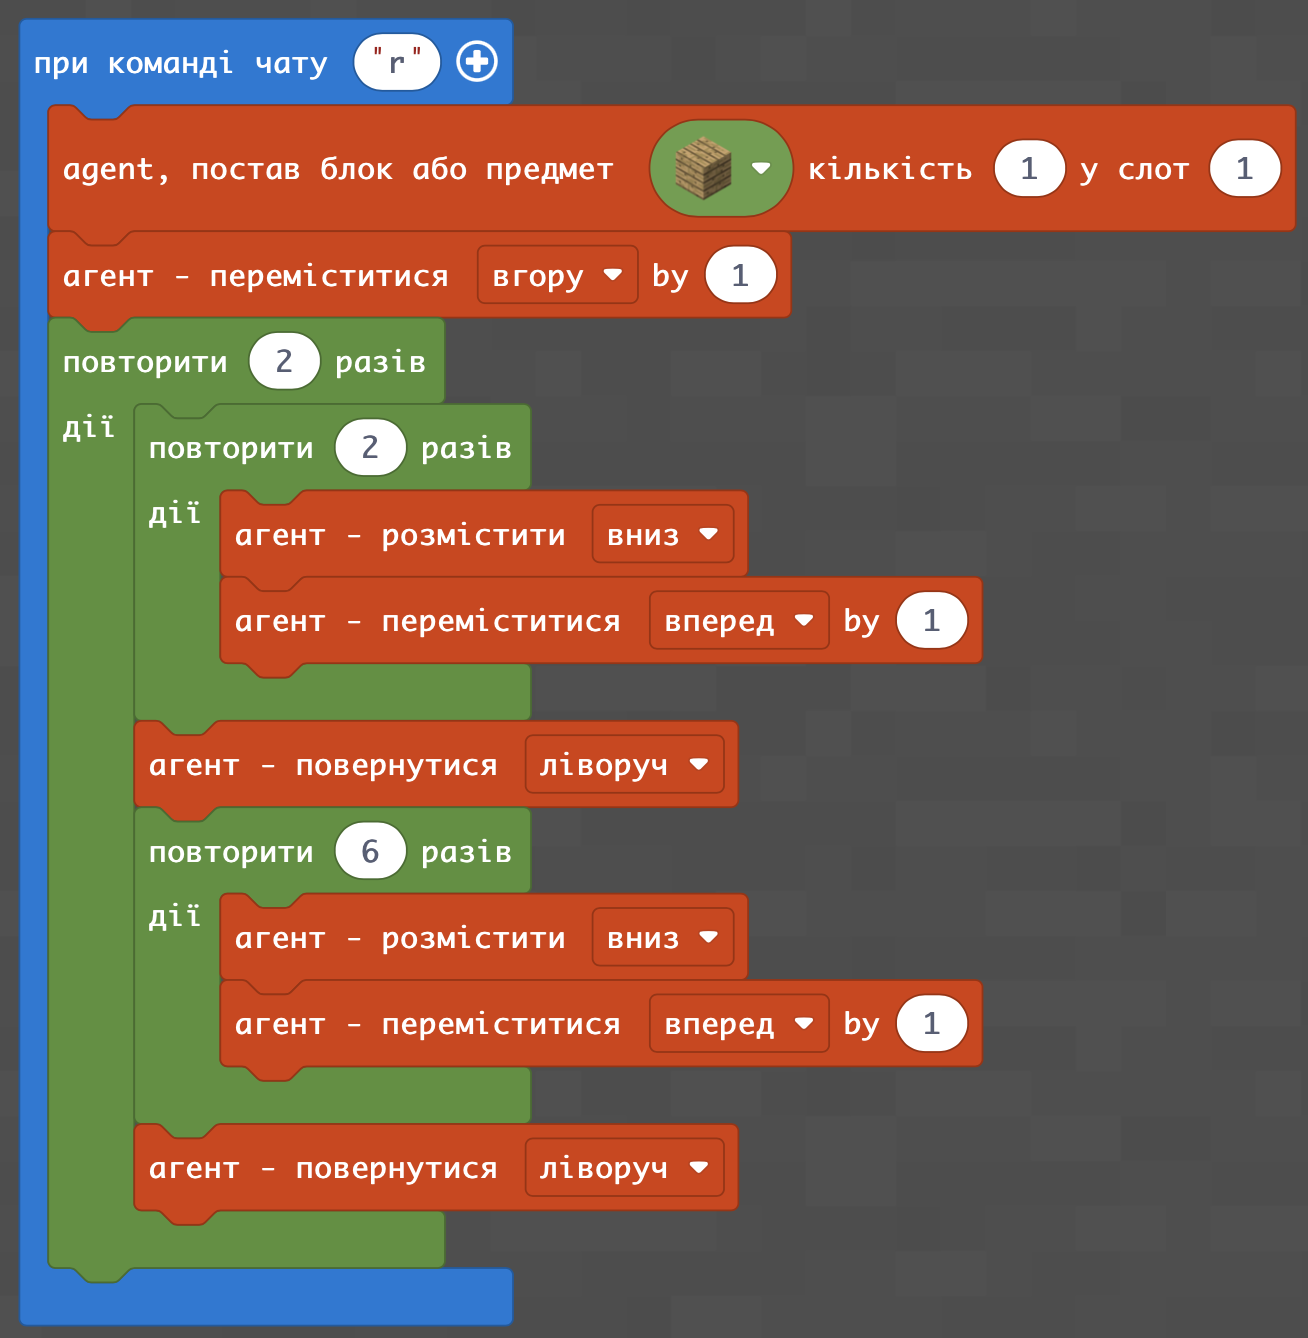 при команді чату "r"
agent, постав блок або предмет кількість 1 у слот 1
агент - переміститися вгору by 1
повторити 2 разів
дії
повторити 2 разів
дії
агент - розмістити вниз
агент - переміститися вперед by 1
агент - повернутися ліворуч
повторити 6 разів
дії
агент - розмістити вниз
агент - переміститися вперед by 1
агент - повернутися ліворуч